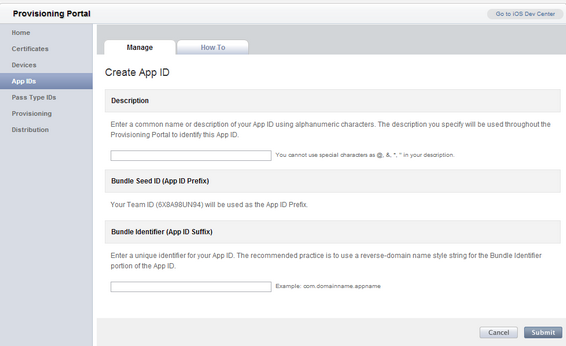 Provisioning Portal
Go to iOS Dev Center
Home
Certificates
Devices
App IDs
Pass Type IDs
Provisioning
Distribution
Manage
How To
Create App ID
Description
Enter a common name or description of your App ID using alphanumeric characters. The description you specify will be used throughout the
Provisioning Portal to identify this App ID.
You cannot use special characters as @, &, *, " in your description.
Bundle Seed ID (App ID Prefix)
Your Team ID (6X8A98UN94) will be used as the App ID Prefix.
Bundle Identifier (App ID Suffix)
Enter a unique identifier for your App ID. The recommended practice is to use a reverse-domain name style string for the Bundle Identifier
portion of the App ID.
Example: com.domainname.appname
Cancel
Submit